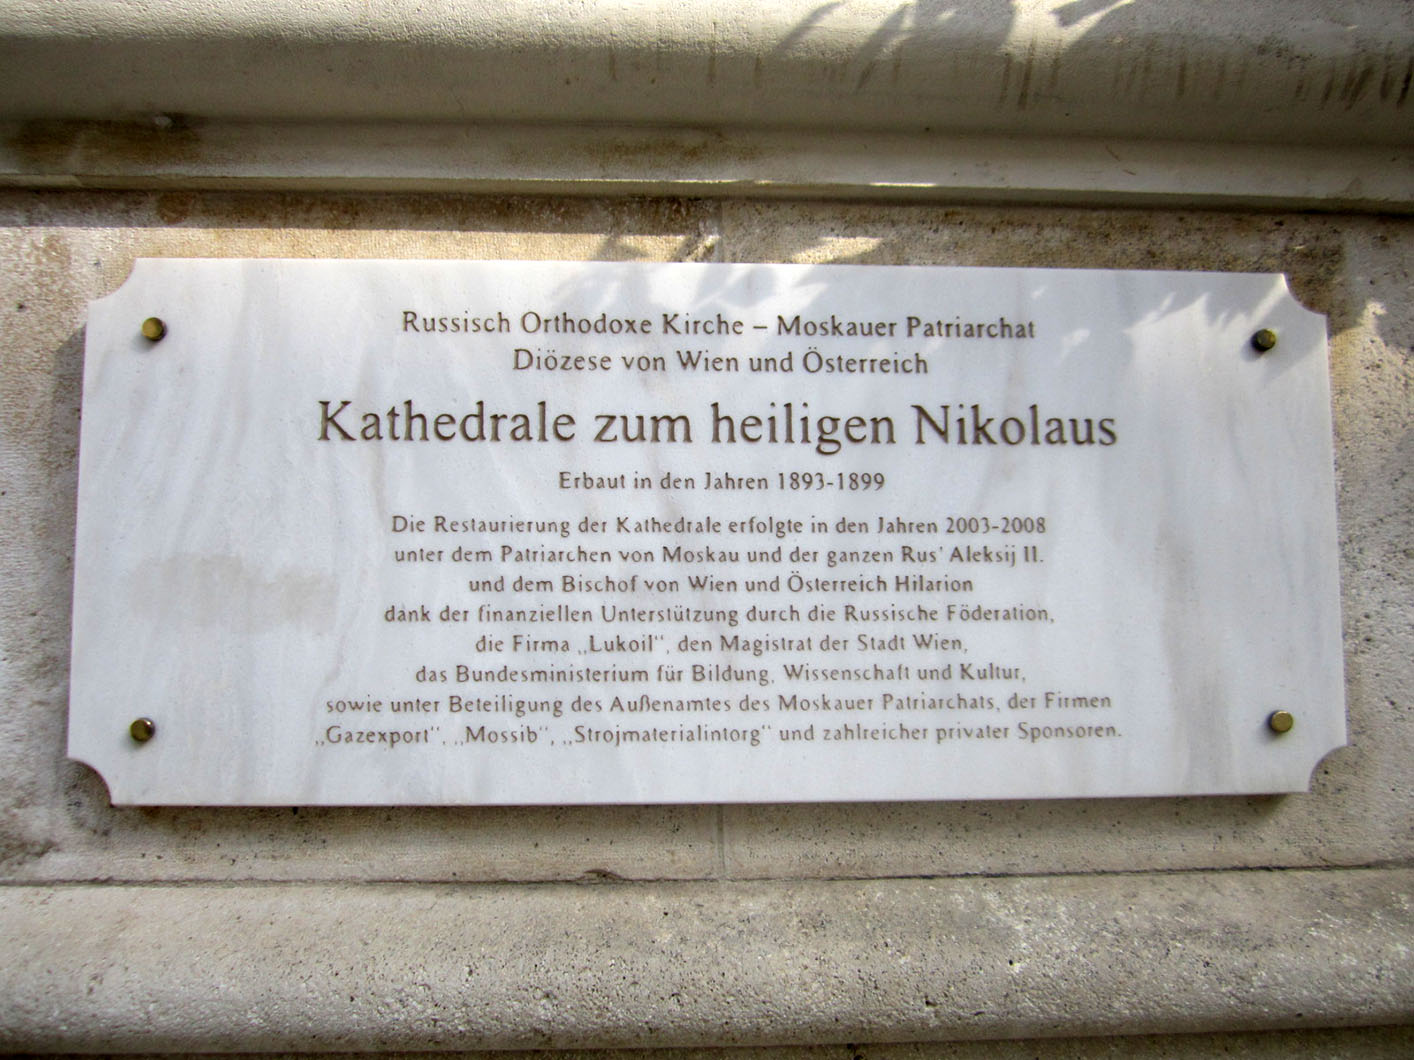 Russisch Orthodoxe Kirche – Moskauer Patriarchat
Diözese von Wien und Österreich
Kathedrale zum heiligen Nikolaus
Erbaut in den Jahren 1893-1899
Die Restaurierung der Kathedrale erfolgte in den Jahren 2003-2008
unter dem Patriarchen von Moskau und der ganzen Rus' Aleksij II.
und dem Bischof von Wien und Österreich Hilarion
dank der finanziellen Unterstützung durch die Russische Föderation,
die Firma „Lukoil“, den Magistrat der Stadt Wien,
das Bundesministerium für Bildung, Wissenschaft und Kultur,
sowie unter Beteiligung des Außenamtes des Moskauer Patriarchats, der Firmen
„Gazexport“, „Mossib“, „Strojmaterialintorg“ und zahlreicher privater Sponsoren.